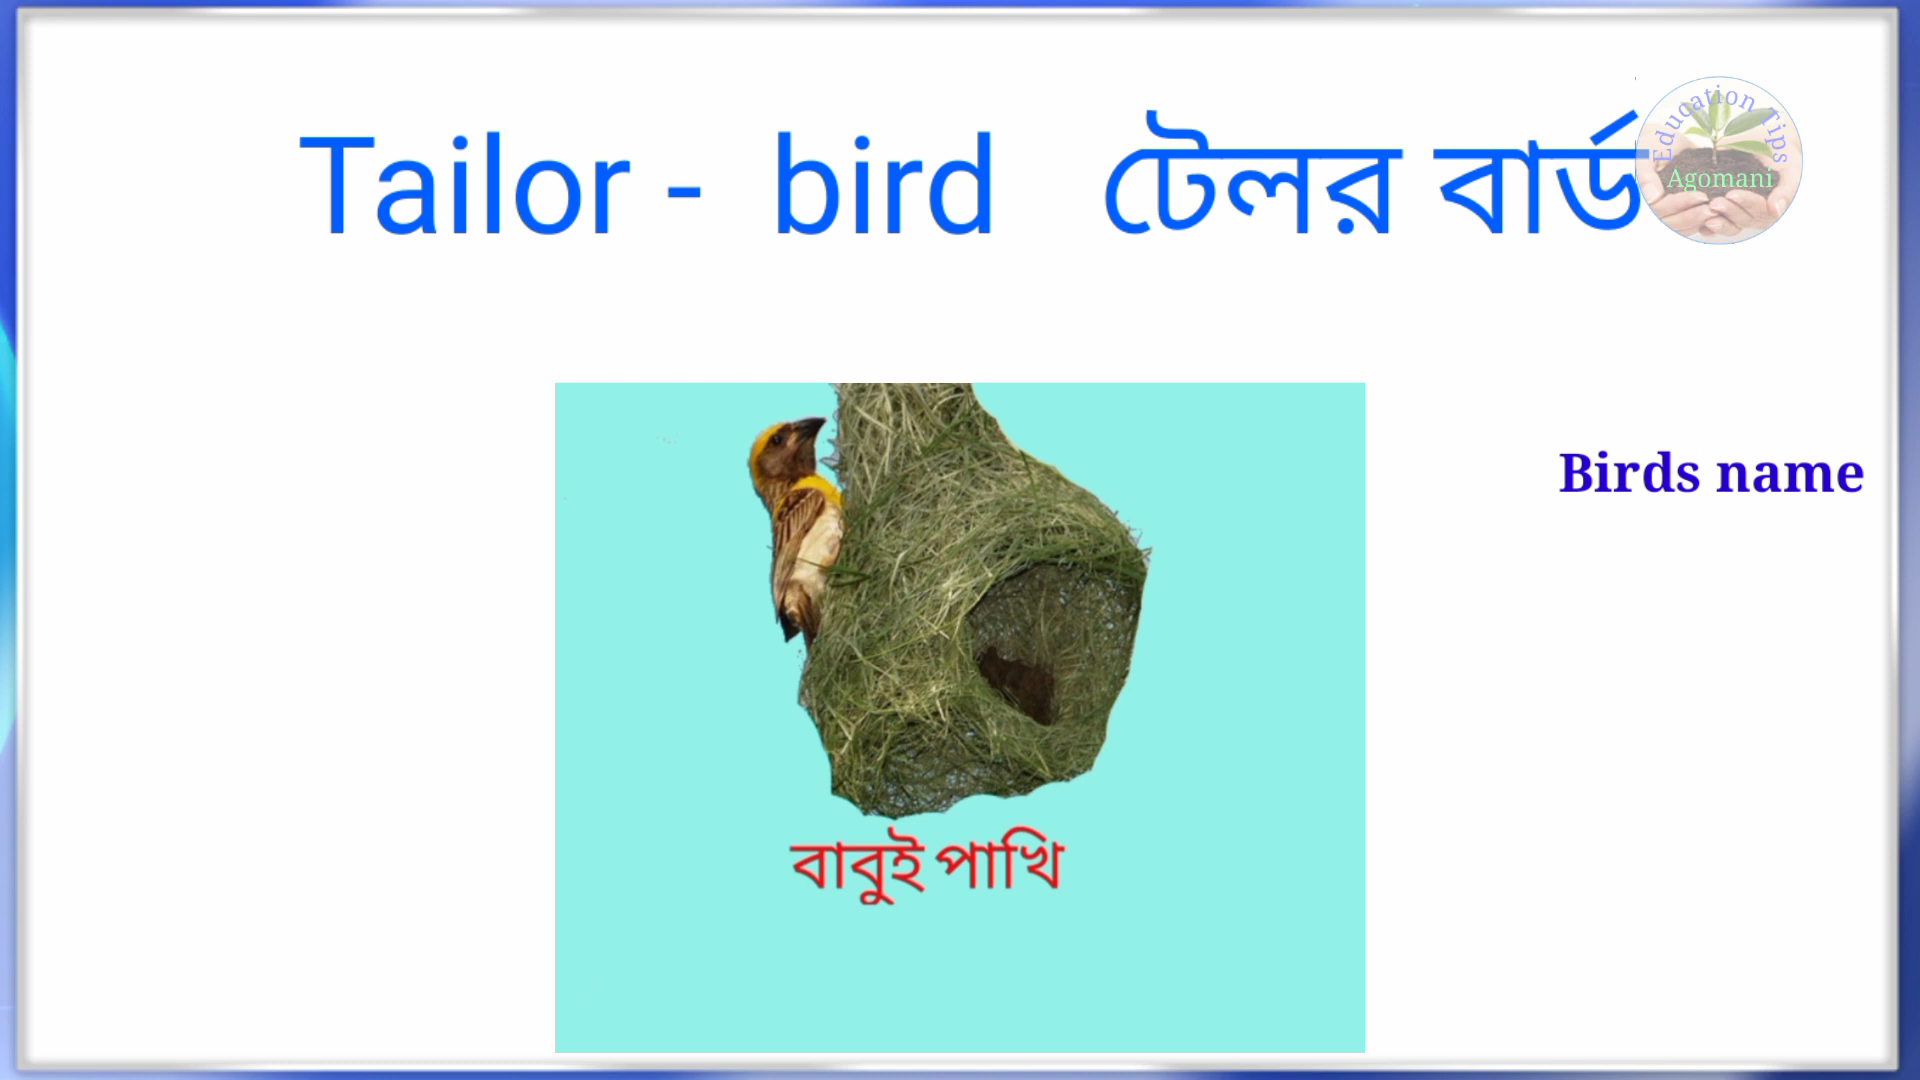 Tailor - bird টেলর বার্ড
Education Tips
Agomani
Birds name
বাবুই পাখি